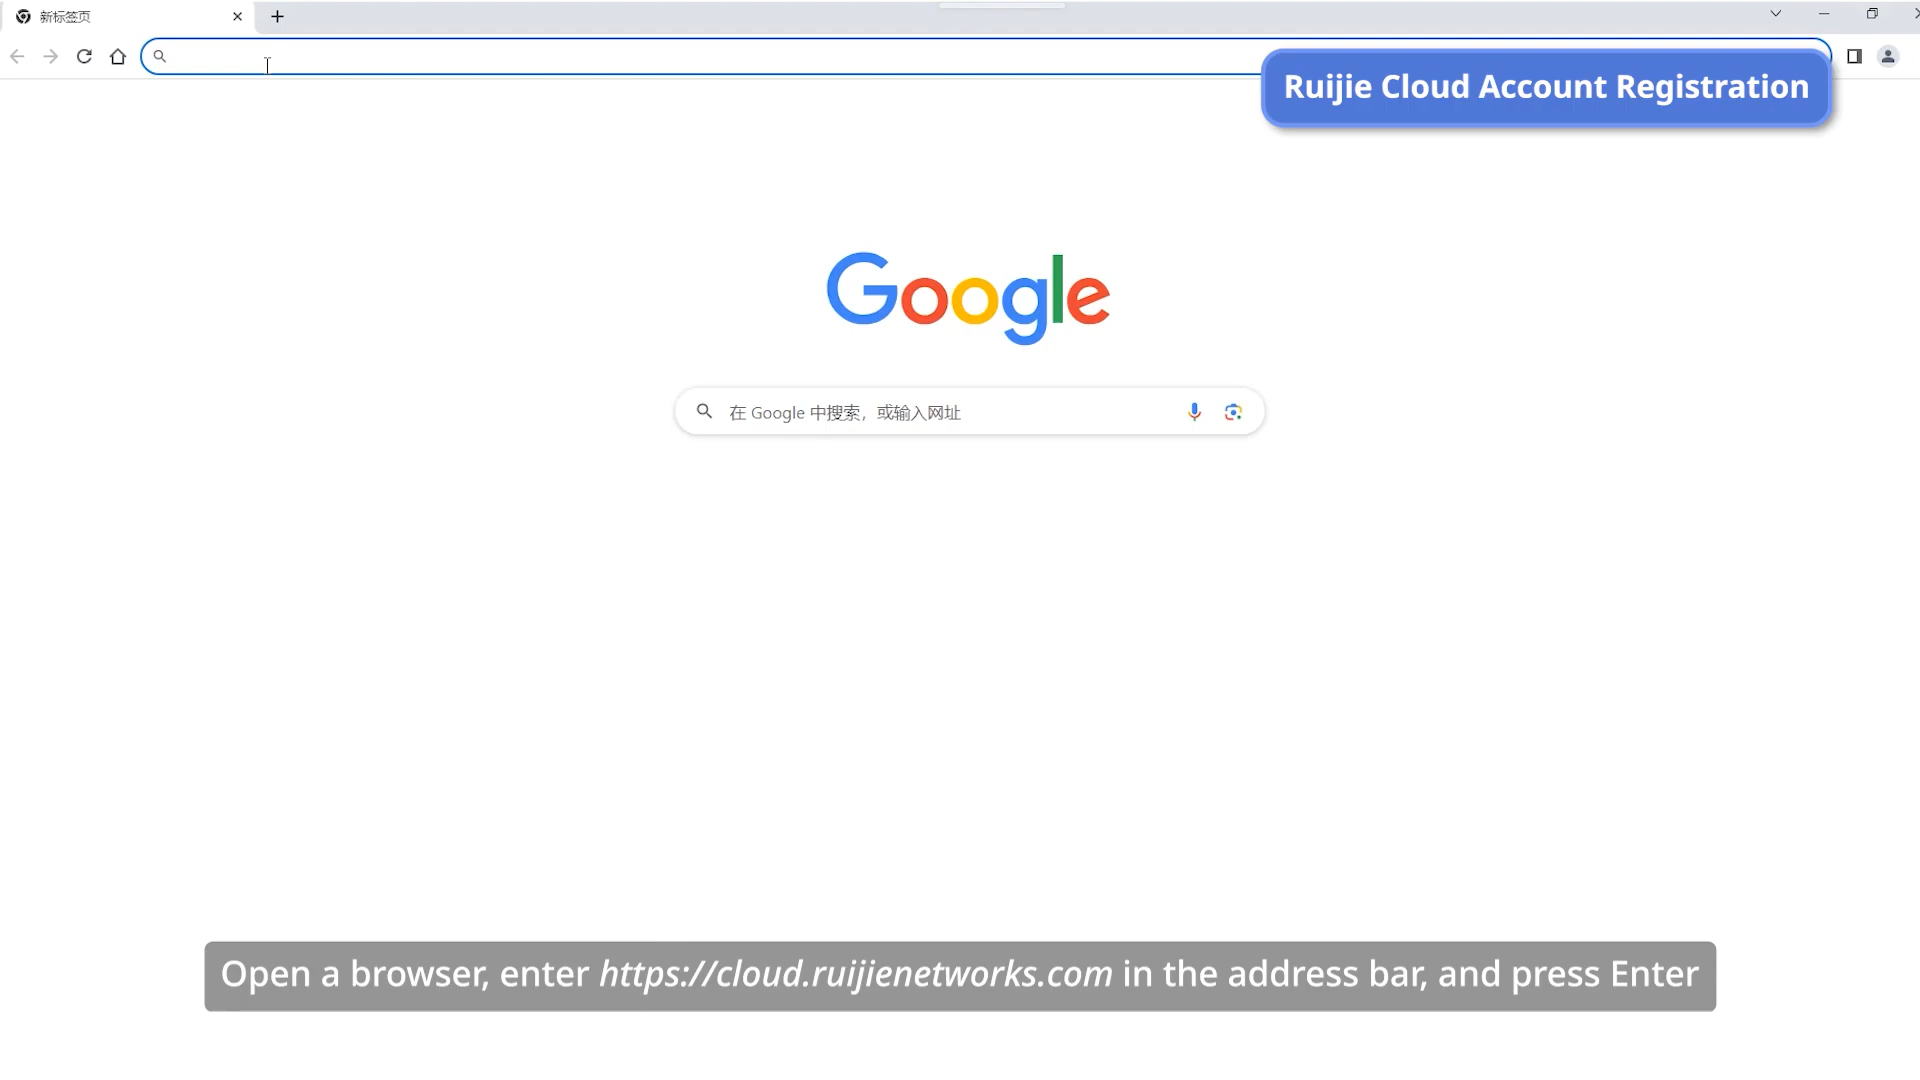 新标签页
Ruijie Cloud Account Registration
Google
在 Google 中搜索，或输入网址
Open a browser, enter https://cloud.ruijienetworks.com in the address bar, and press Enter